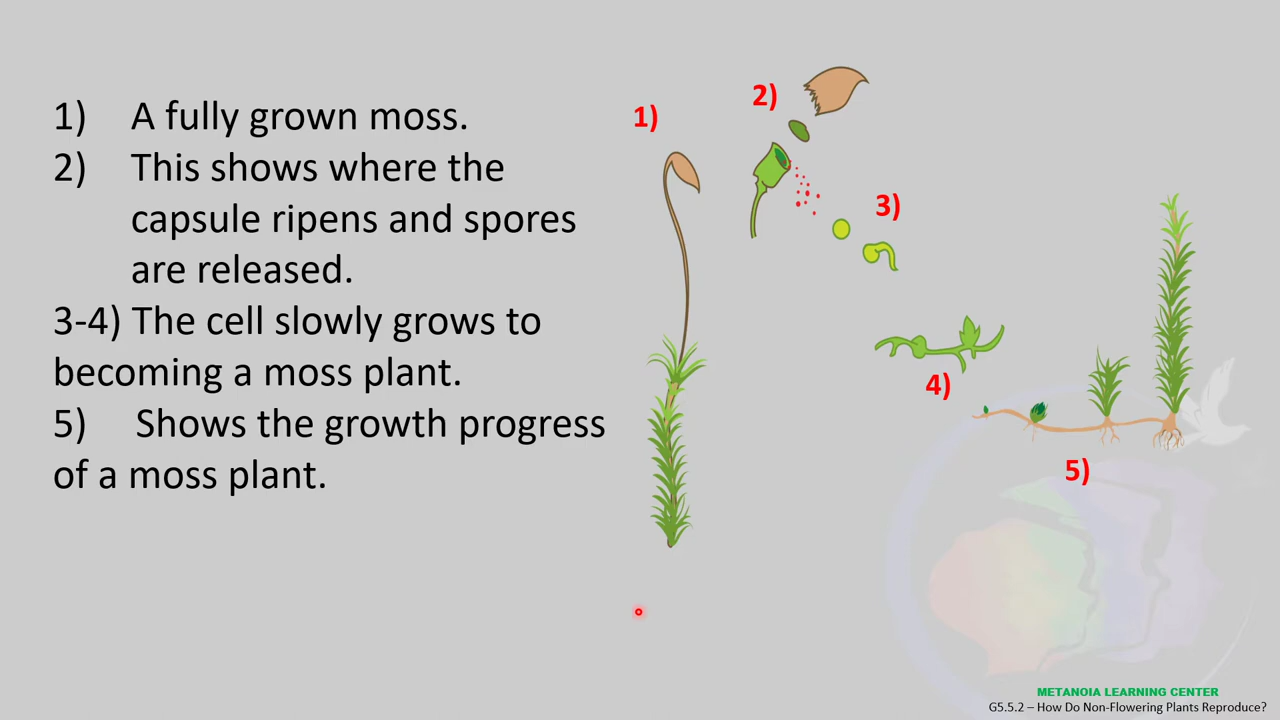 1) A fully grown moss.
2) This shows where the
capsule ripens and spores
are released.
3-4) The cell slowly grows to
becoming a moss plant.
5) Shows the growth progress
of a moss plant.
1)
2)
3)
4)
5)
METANOIA LEARNING CENTER
G5.5.2 – How Do Non-Flowering Plants Reproduce?